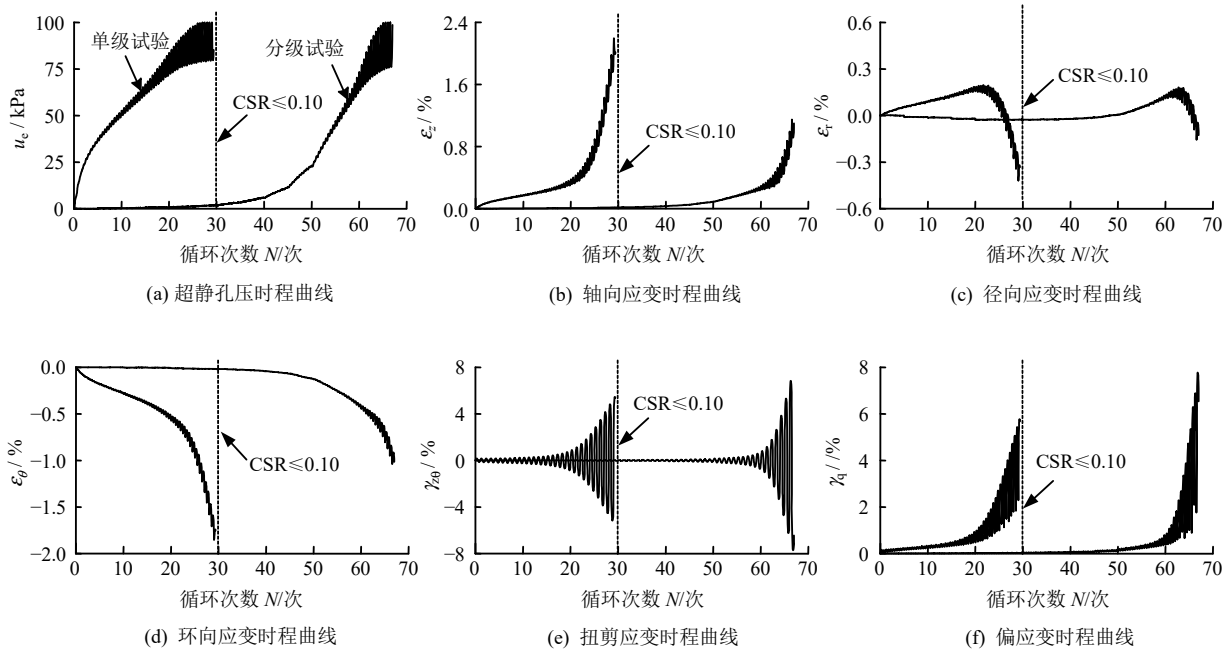 100
75
50
25
0
u_e / kPa
单级试验
分级试验
CSR≤0.10
0 10 20 30 40 50 60 70
循环次数 N/次
(a) 超静孔压时程曲线
2.4
1.6
0.8
0.0
ε_z / %
CSR≤0.10
0 10 20 30 40 50 60 70
循环次数 N/次
(b) 轴向应变时程曲线
0.6
0.3
0.0
−0.3
−0.6
ε_r / %
CSR≤0.10
0 10 20 30 40 50 60 70
循环次数 N/次
(c) 径向应变时程曲线
0.0
−0.5
−1.0
−1.5
−2.0
ε_θ / %
CSR≤0.10
0 10 20 30 40 50 60 70
循环次数 N/次
(d) 环向应变时程曲线
8
4
0
−4
−8
γ_zθ / %
CSR≤0.10
0 10 20 30 40 50 60 70
循环次数 N/次
(e) 扭剪应变时程曲线
8
6
4
2
0
γ_q / /%
CSR≤0.10
0 10 20 30 40 50 60 70
循环次数 N/次
(f) 偏应变时程曲线